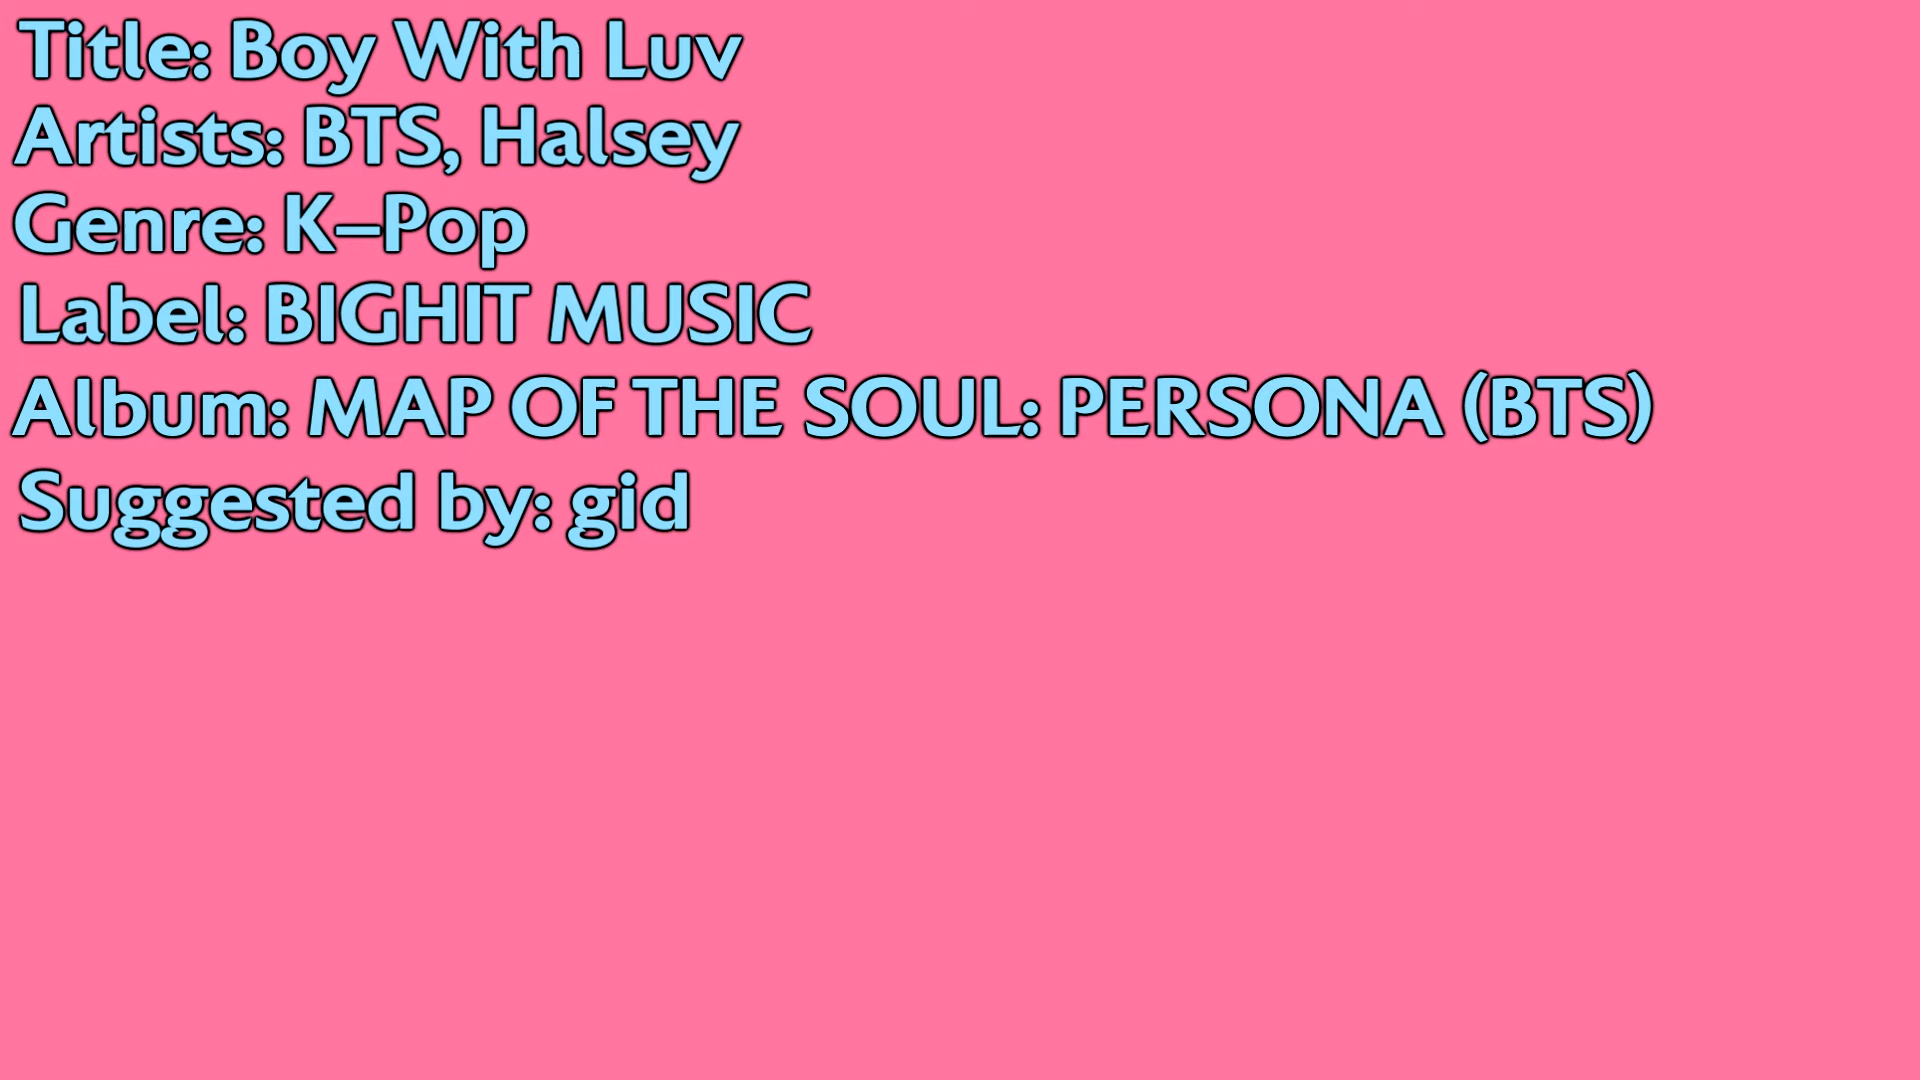 Title: Boy With Luv
Artists: BTS, Halsey
Genre: K–Pop
Label: BIGHIT MUSIC
Album: MAP OF THE SOUL: PERSONA (BTS)
Suggested by: gid